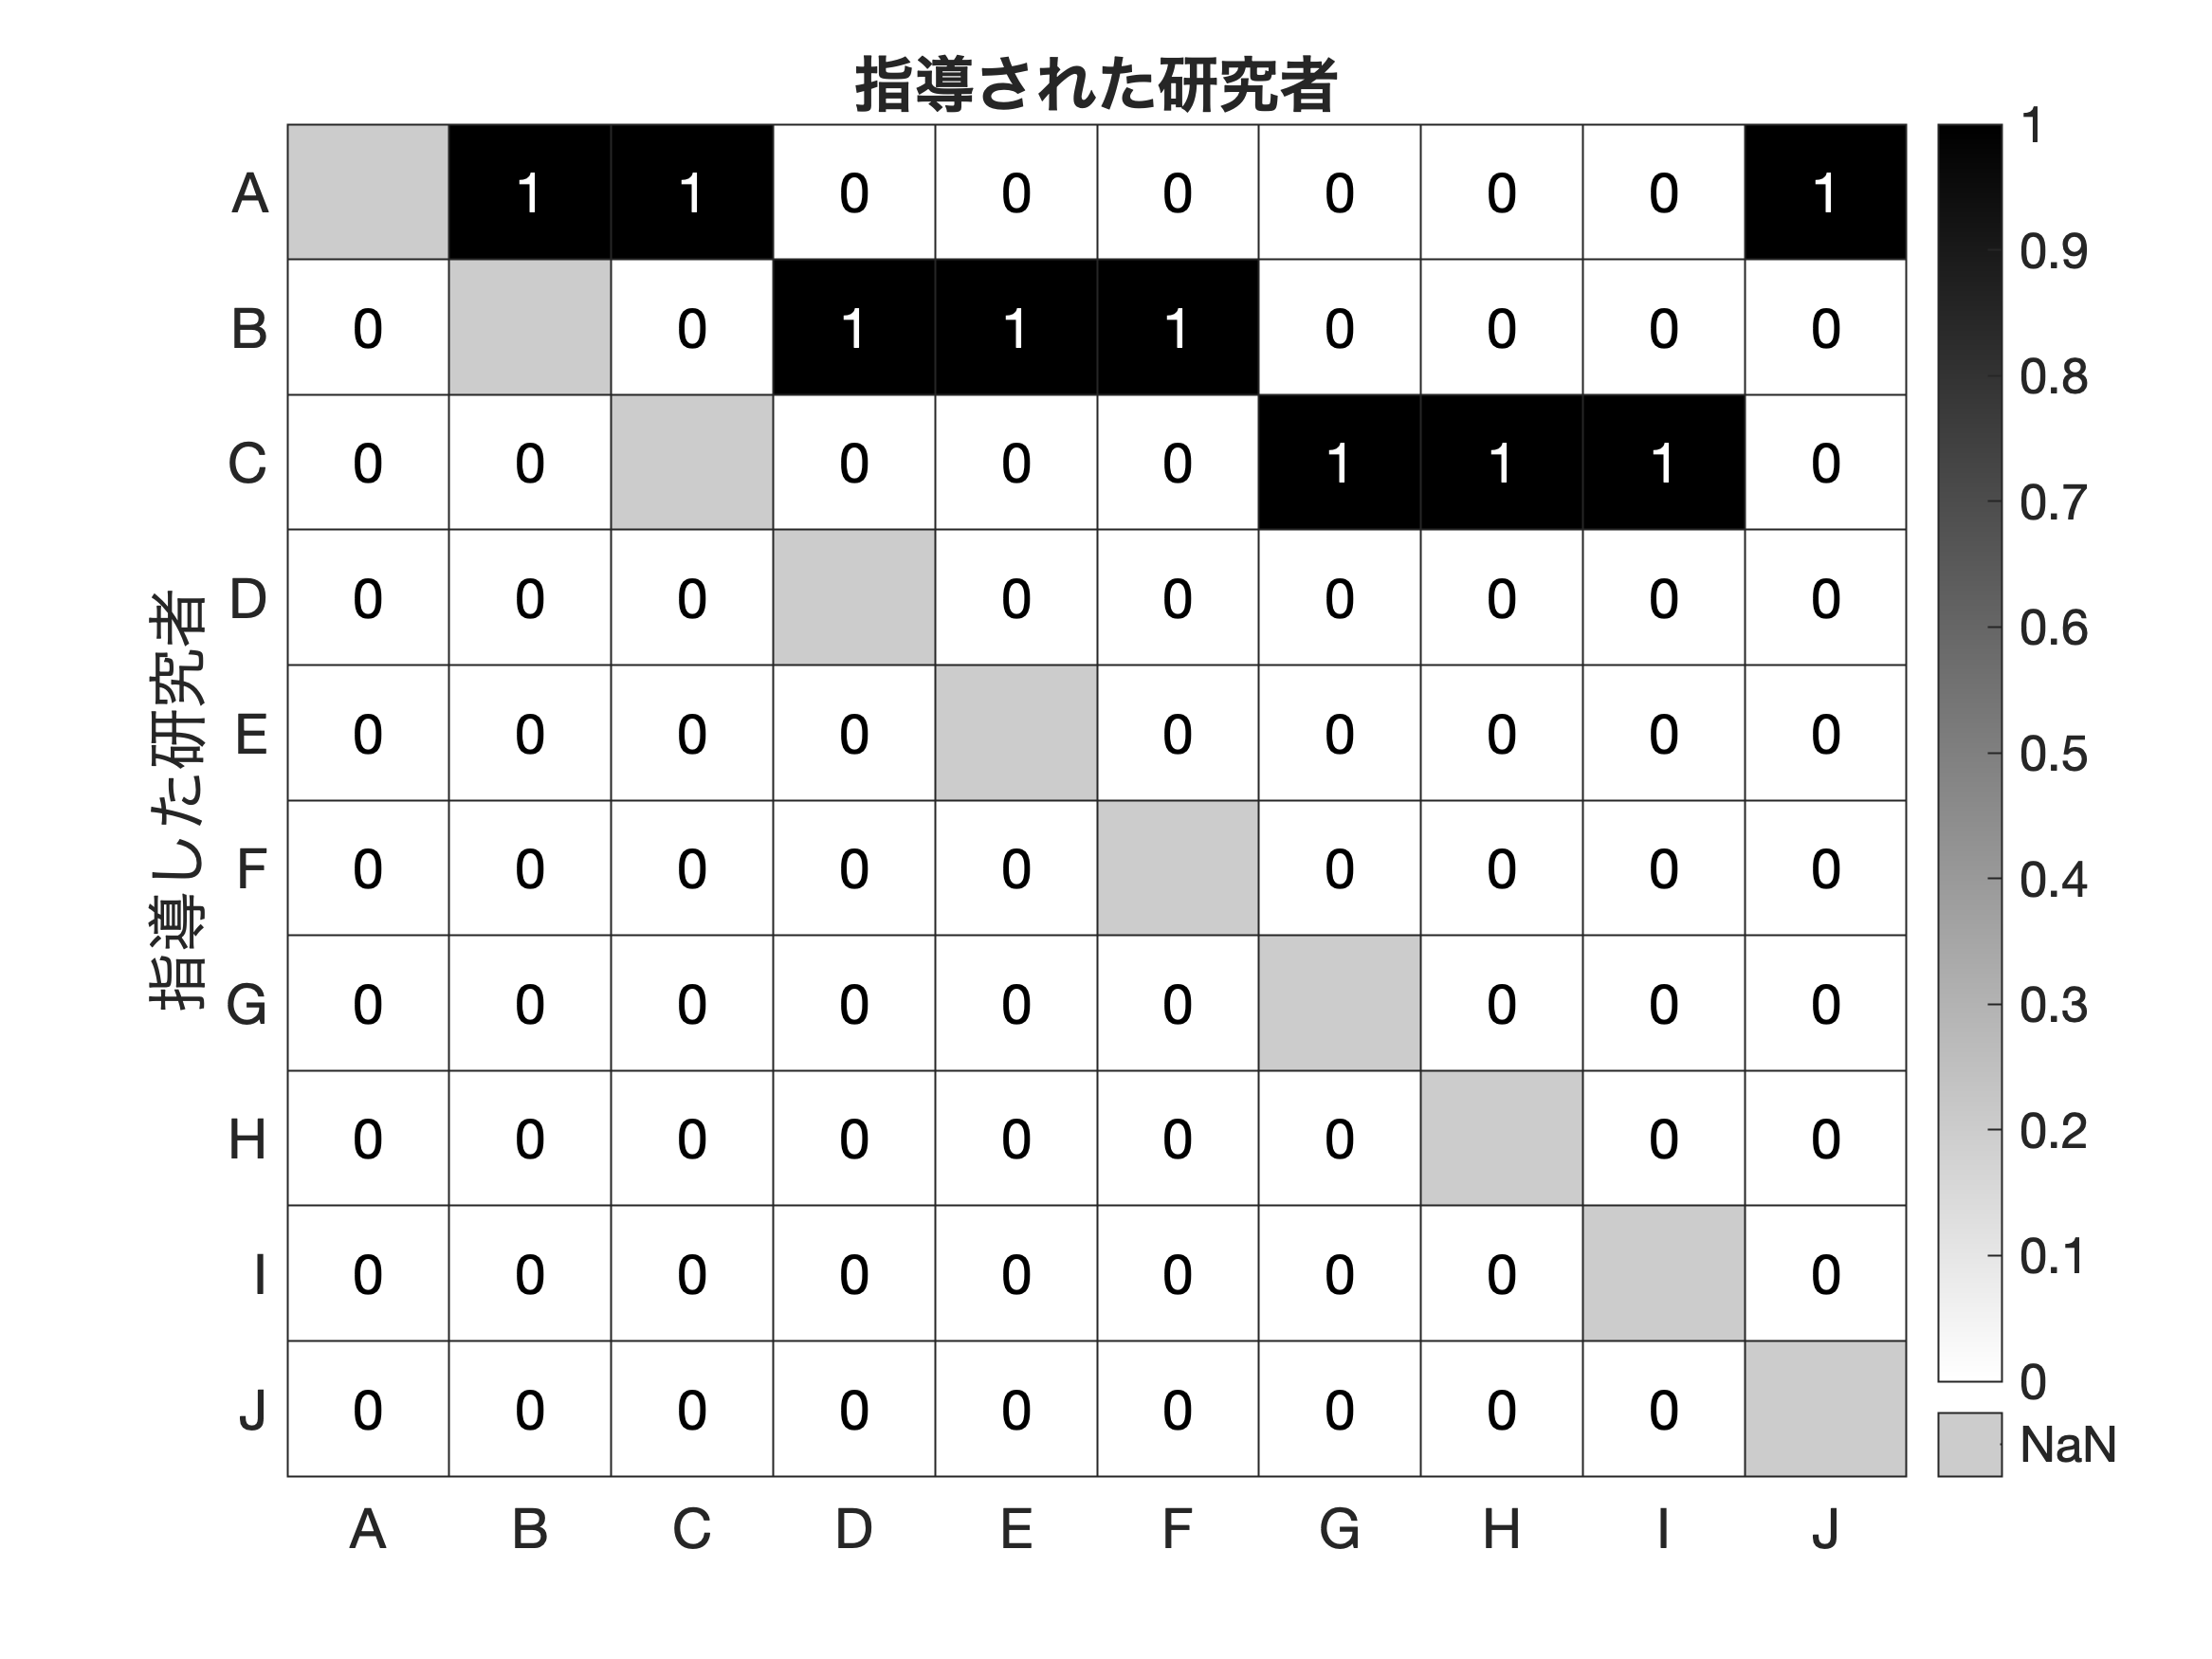 指導された研究者
指導した研究者
A 1 1 0 0 0 0 0 0 1
B 0 0 1 1 1 0 0 0 0
C 0 0 0 0 0 1 1 1 0
D 0 0 0 0 0 0 0 0 0
E 0 0 0 0 0 0 0 0 0
F 0 0 0 0 0 0 0 0 0
G 0 0 0 0 0 0 0 0 0
H 0 0 0 0 0 0 0 0 0
I 0 0 0 0 0 0 0 0 0
J 0 0 0 0 0 0 0 0 0
A B C D E F G H I J
1
0.9
0.8
0.7
0.6
0.5
0.4
0.3
0.2
0.1
0
NaN